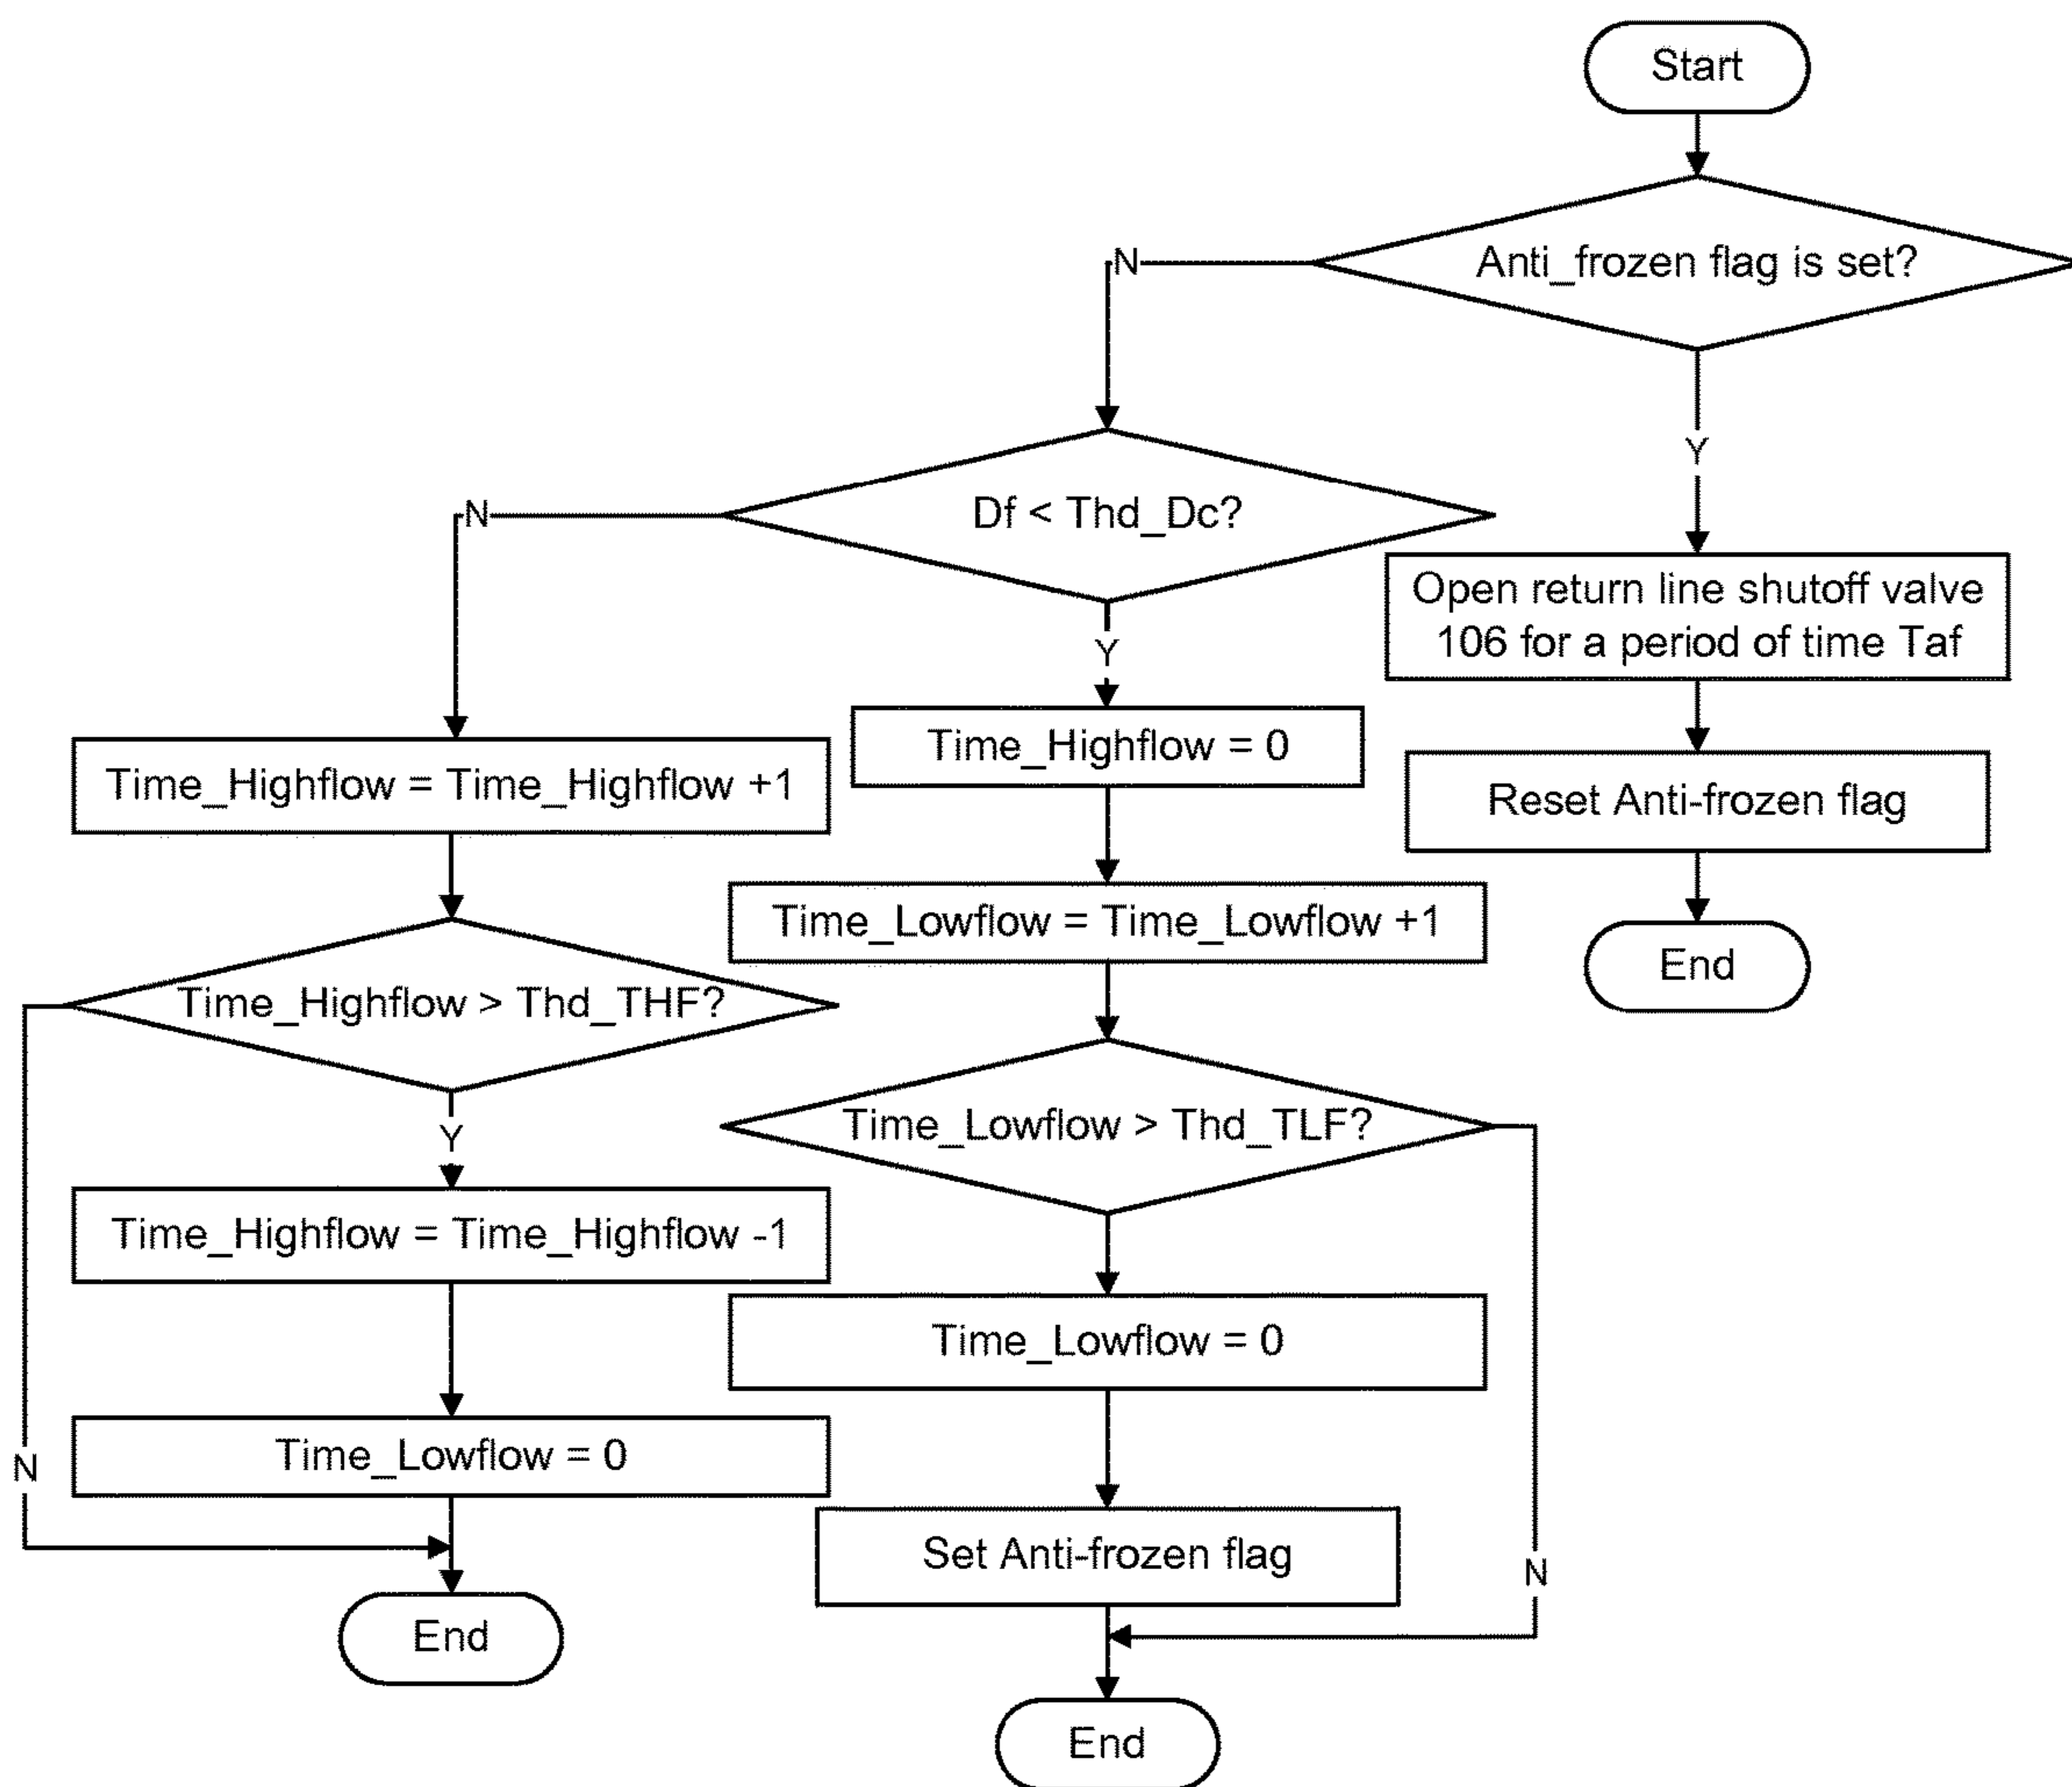 Start
Anti_frozen flag is set?
N
Y
Df < Thd_Dc?
N
Y
Open return line shutoff valve
106 for a period of time Taf
Time_Highflow = 0
Time_Highflow = Time_Highflow +1
Reset Anti-frozen flag
Time_Lowflow = Time_Lowflow +1
End
Time_Highflow > Thd_THF?
Time_Lowflow > Thd_TLF?
Y
Time_Highflow = Time_Highflow -1
Time_Lowflow = 0
Time_Lowflow = 0
N
Set Anti-frozen flag
N
End
End